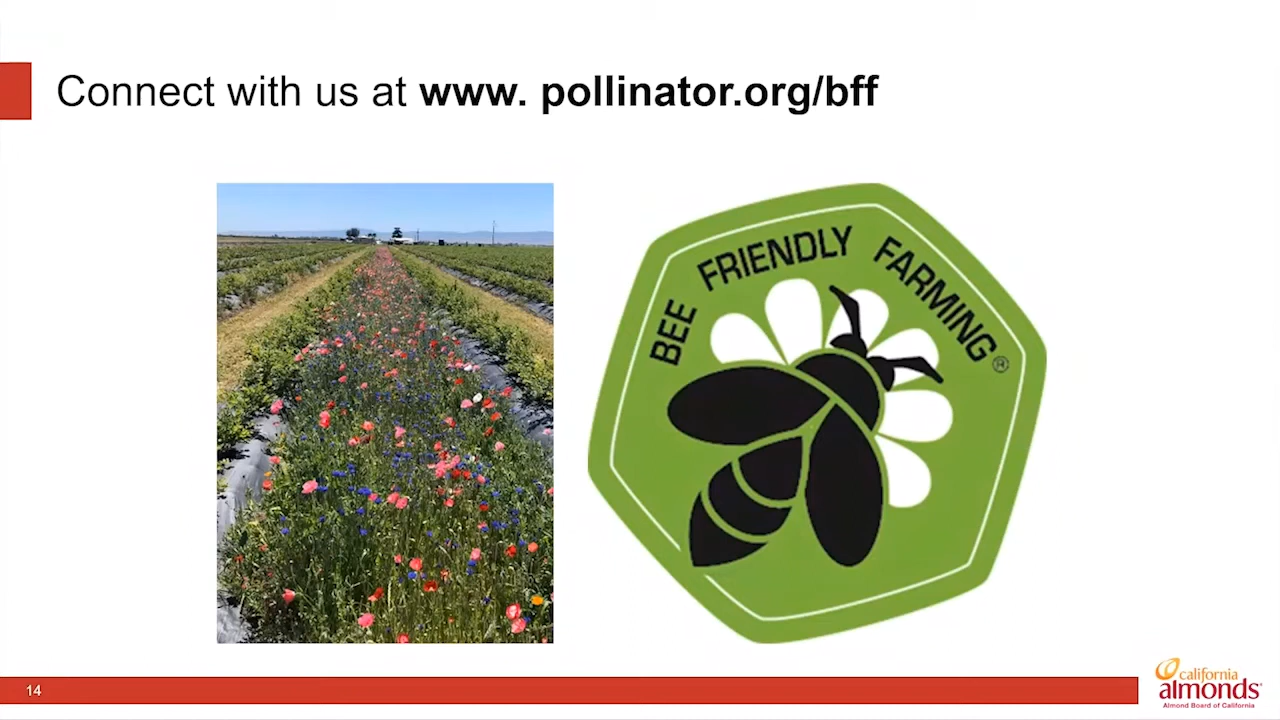 Connect with us at www. pollinator.org/bff
BEE FRIENDLY FARMING®
14
california
almonds®
Almond Board of California